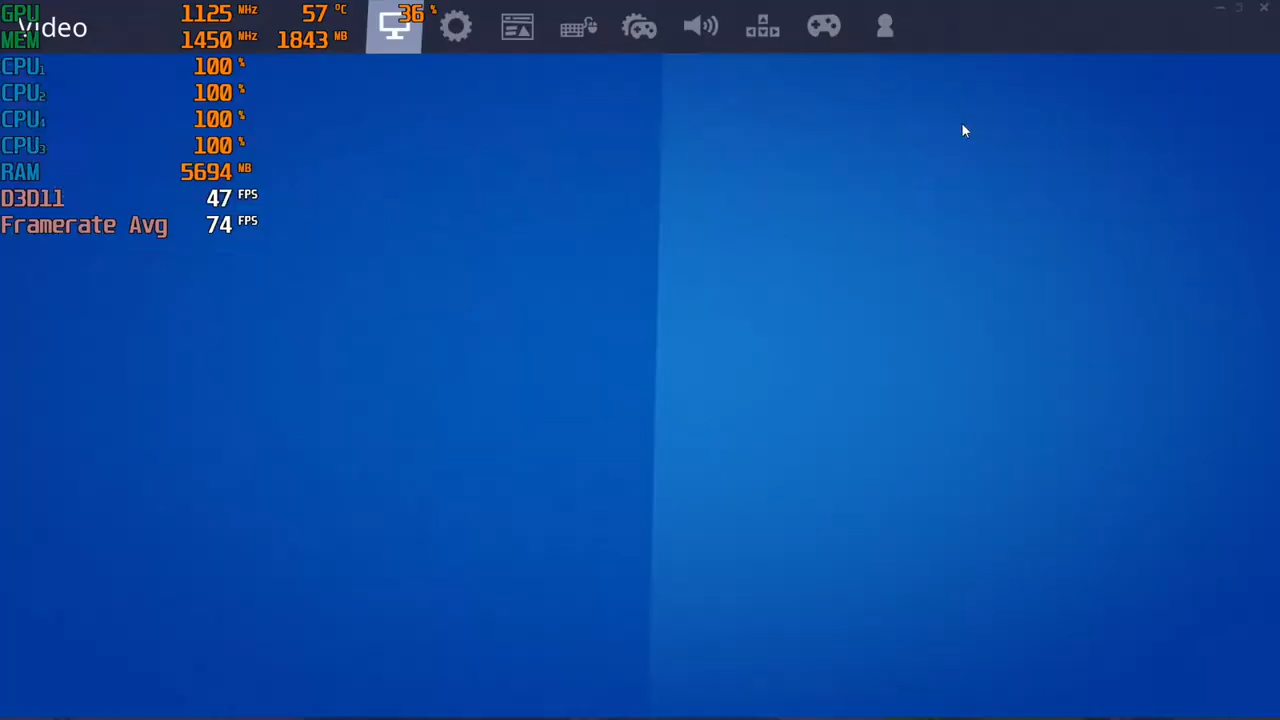 GPU 1125 MHz 57 °C 36 %
Video
MEM 1450 MHz 1843 MB
CPU1 100 %
CPU2 100 %
CPU4 100 %
CPU3 100 %
RAM 5694 MB
D3D11 47 FPS
Framerate Avg 74 FPS